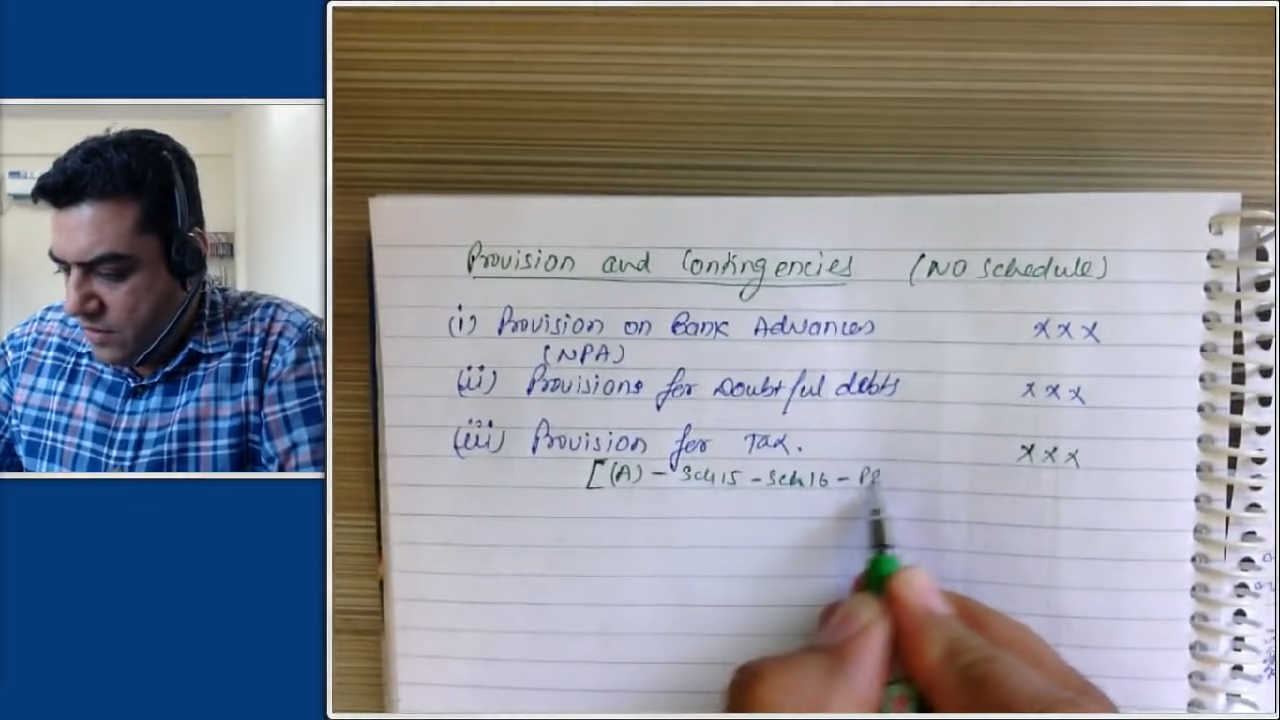 Provision and Contingencies (NO Schedule)
(i) Provision on Bank Advances xxx
(NPA)
(ii) Provisions for Doubtful debts xxx
(iii) Provision for Tax. xxx
[(A) - Sch 15 - Sch 16 - PR